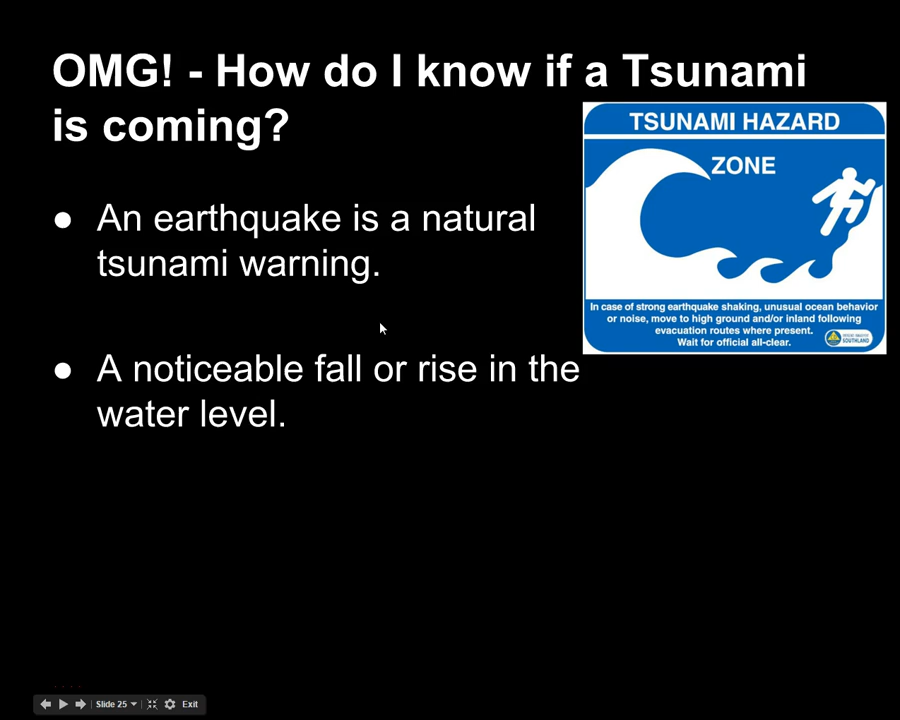 OMG! - How do I know if a Tsunami
is coming?
TSUNAMI HAZARD
ZONE
● An earthquake is a natural
tsunami warning.
In case of strong earthquake shaking, unusual ocean behavior
or noise, move to high ground and/or inland following
evacuation routes where present.
Wait for official all-clear.
SOUTHLAND
● A noticeable fall or rise in the
water level.
Slide 25
Exit